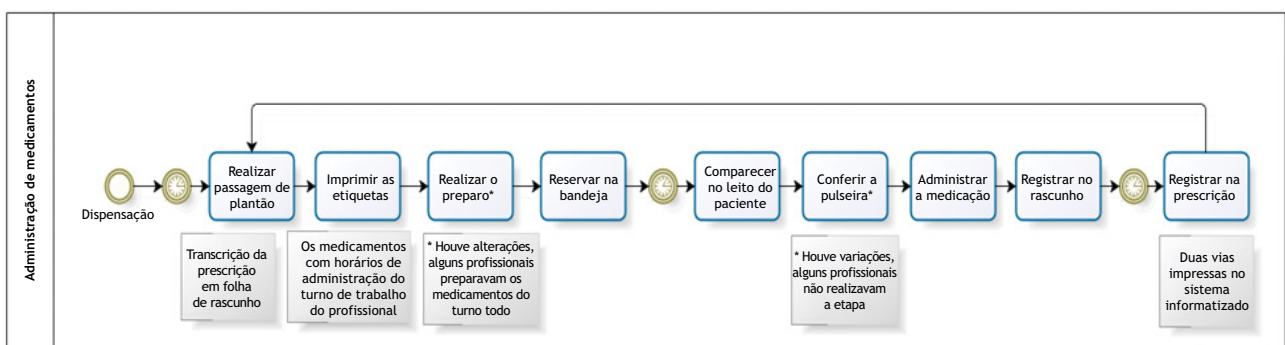 Administração de medicamentos
Dispensação
Realizar
passagem de
plantão
Imprimir as
etiquetas
Realizar o
preparo*
Reservar na
bandeja
Comparecer
no leito do
paciente
Conferir a
pulseira*
Administrar
a medicação
Registrar no
rascunho
Registrar na
prescrição
Transcrição da
prescrição
em folha
de rascunho
Os medicamentos
com horários de
administração do
turno de trabalho
do profissional
* Houve alterações,
alguns profissionais
preparavam os
medicamentos do
turno todo
* Houve variações,
alguns profissionais
não realizavam
a etapa
Duas vias
impressas no
sistema
informatizado